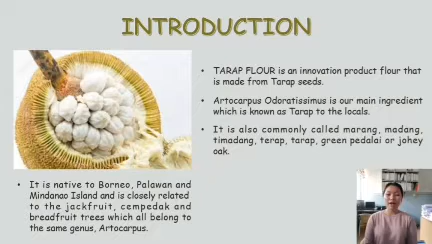 INTRODUCTION
• TARAP FLOUR is an innovation product flour that
is made from Tarap seeds.
• Artocarpus Odoratissimus is our main ingredient
which is known as Tarap to the locals.
• It is also commonly called marang, madang,
timadang, terap, tarap, green pedalai or johey
oak.
• It is native to Borneo, Palawan and
Mindanao Island and is closely related
to the jackfruit, cempedak and
breadfruit trees which all belong to
the same genus, Artocarpus.